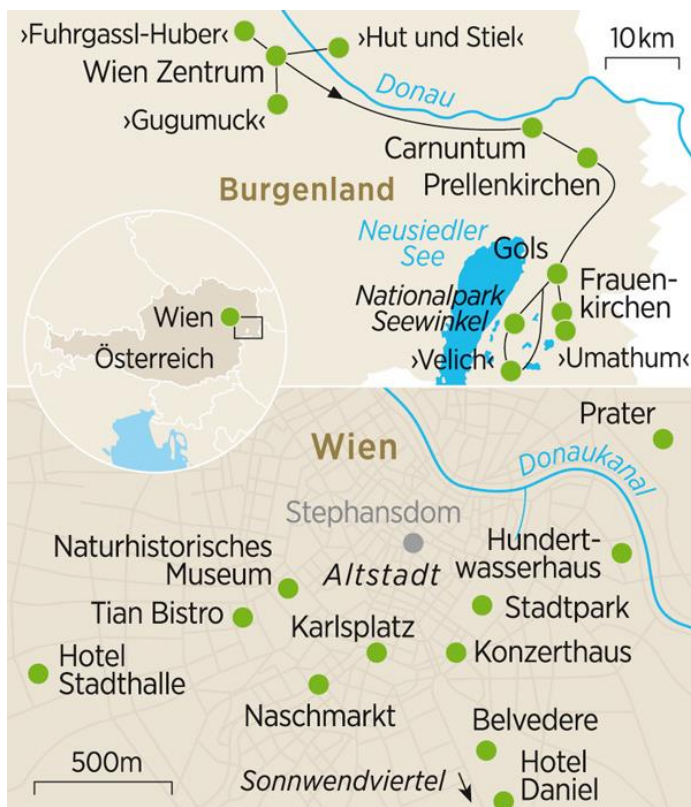 ›Fuhrgassl-Huber‹
›Hut und Stiel‹
10 km
Wien Zentrum
Donau
›Gugumuck‹
Carnuntum
Prellenkirchen
Burgenland
Neusiedler
See
Gols
Frauen-
kirchen
Nationalpark
Seewinkel
›Velich‹
›Umathum‹
Wien
Österreich
Prater
Wien
Donaukanal
Stephansdom
Naturhistorisches
Museum
Altstadt
Hundert-
wasserhaus
Tian Bistro
Stadtpark
Karlsplatz
Konzerthaus
Hotel
Stadthalle
Naschmarkt
Belvedere
500m
Sonnwendviertel
Hotel
Daniel